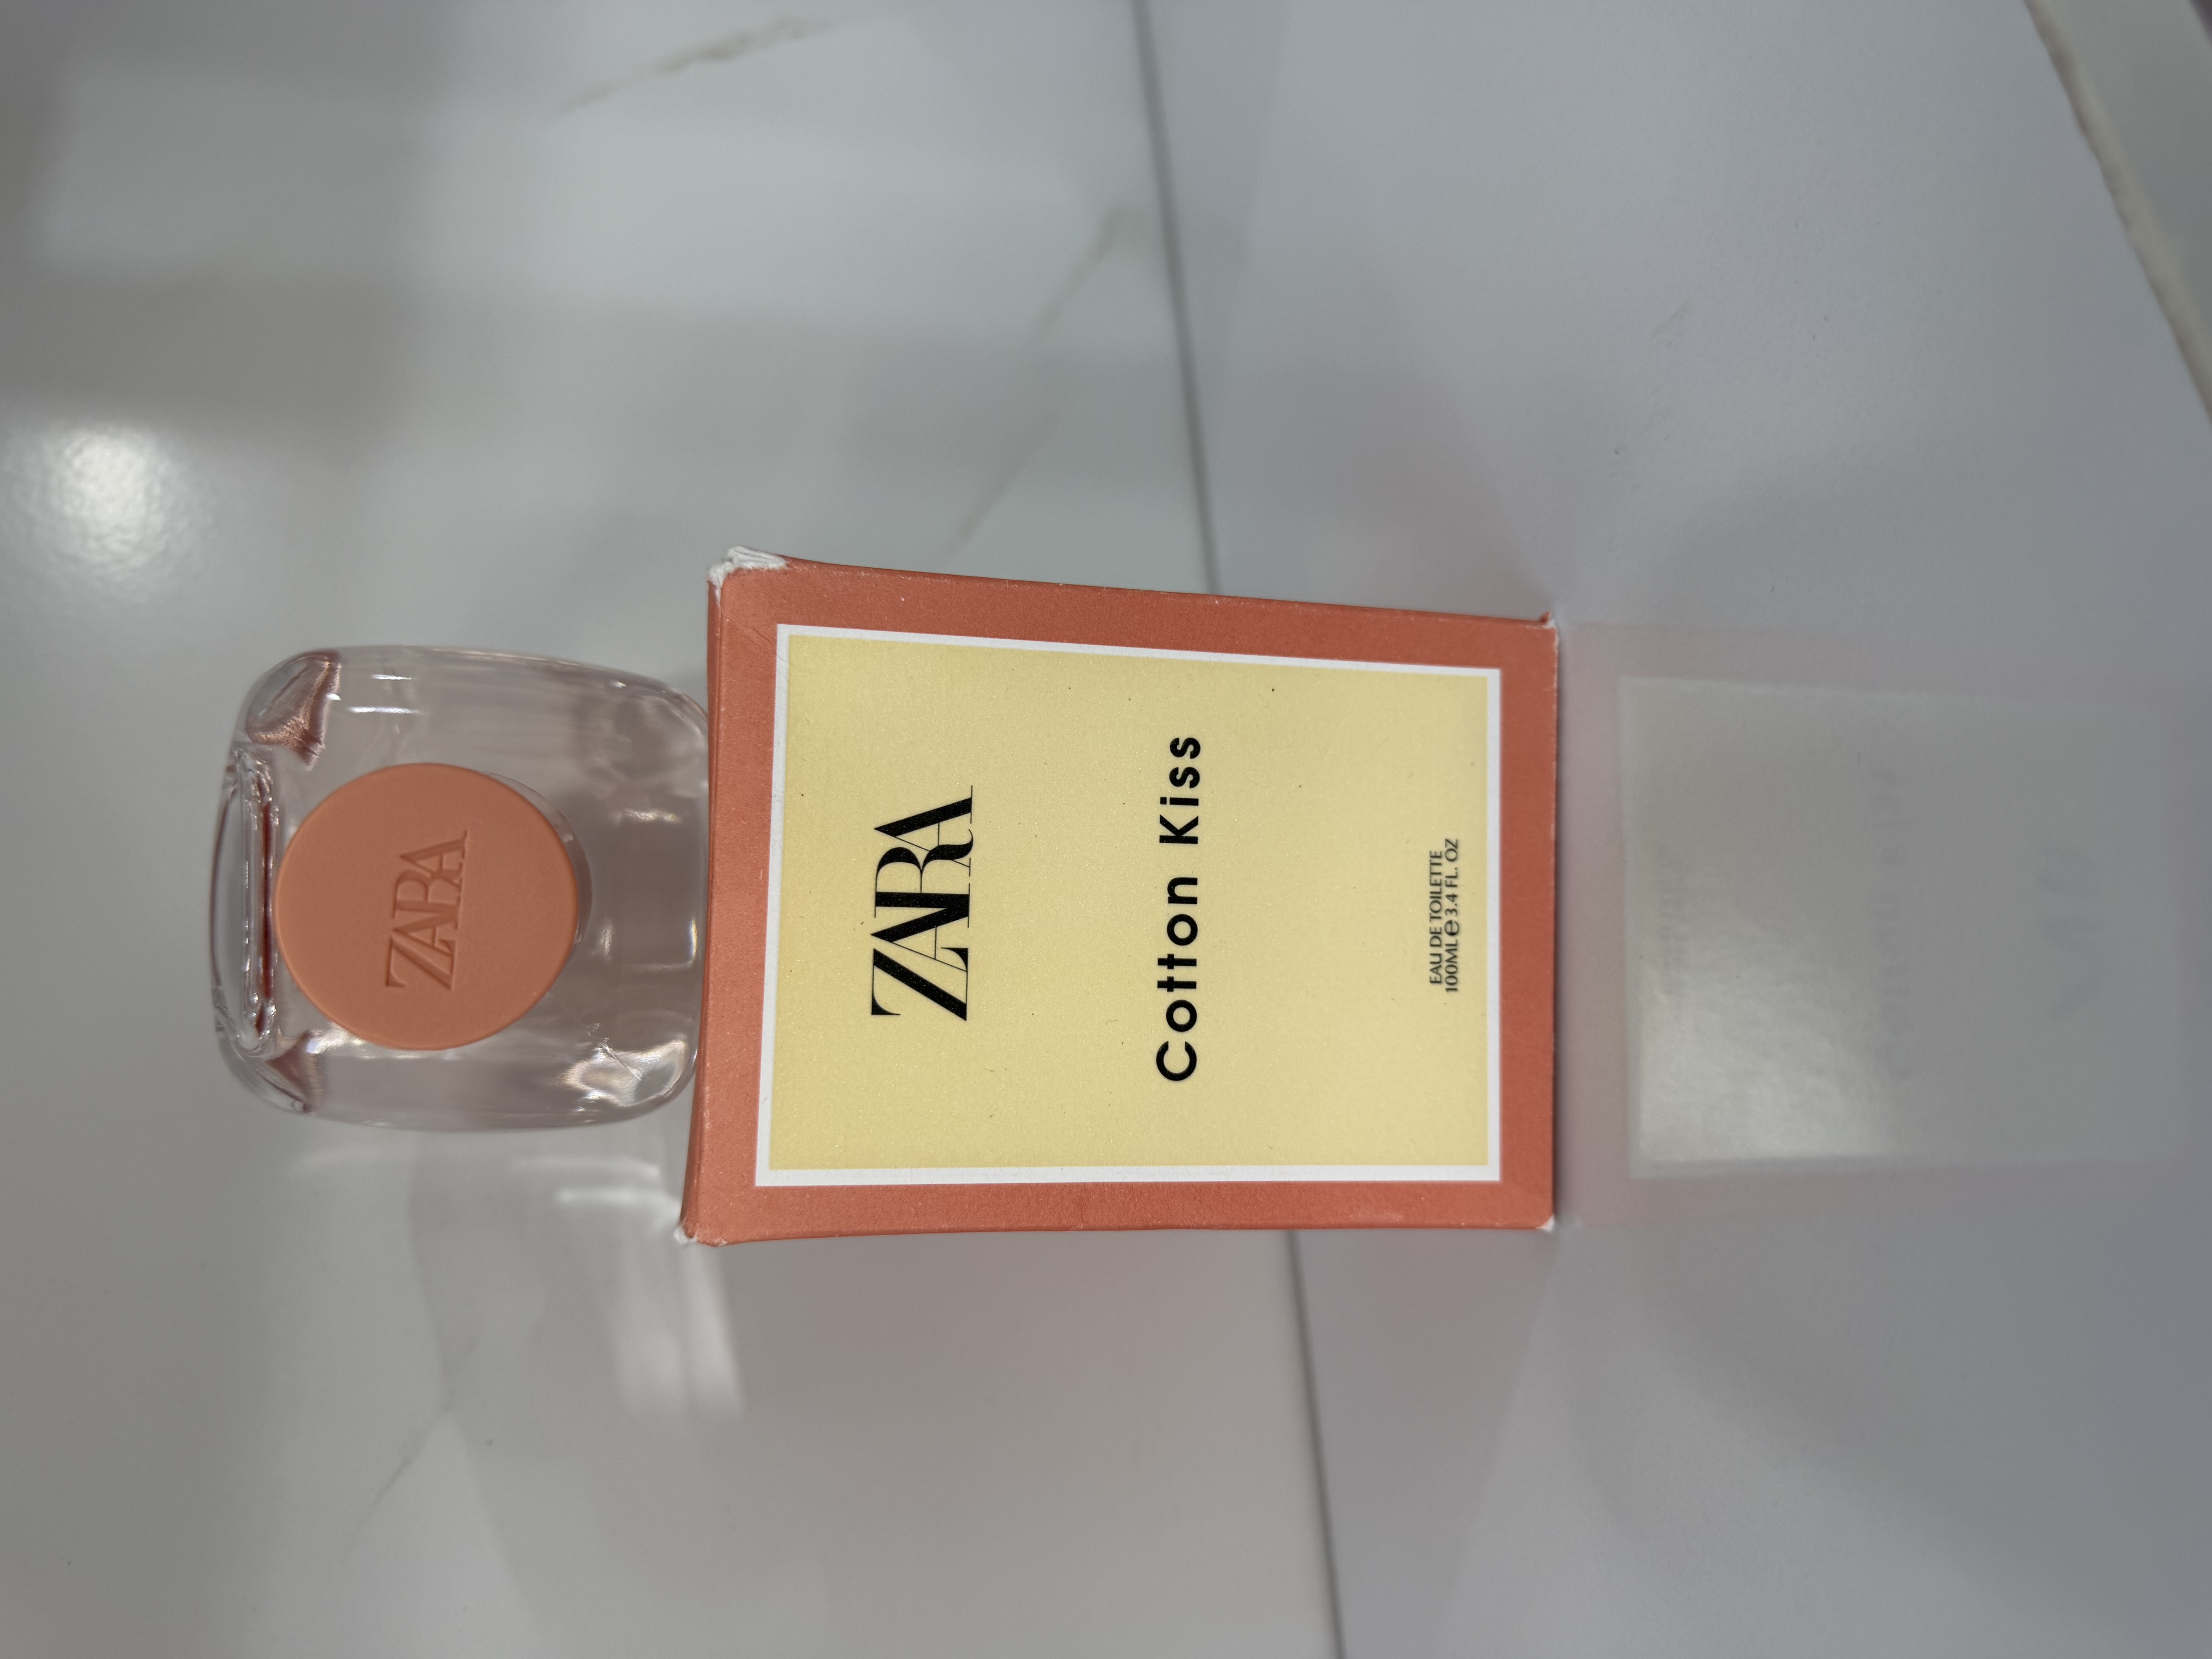 ZARA
ZARA
Cotton Kiss
EAU DE TOILETTE
100ML e 3.4 FL. OZ